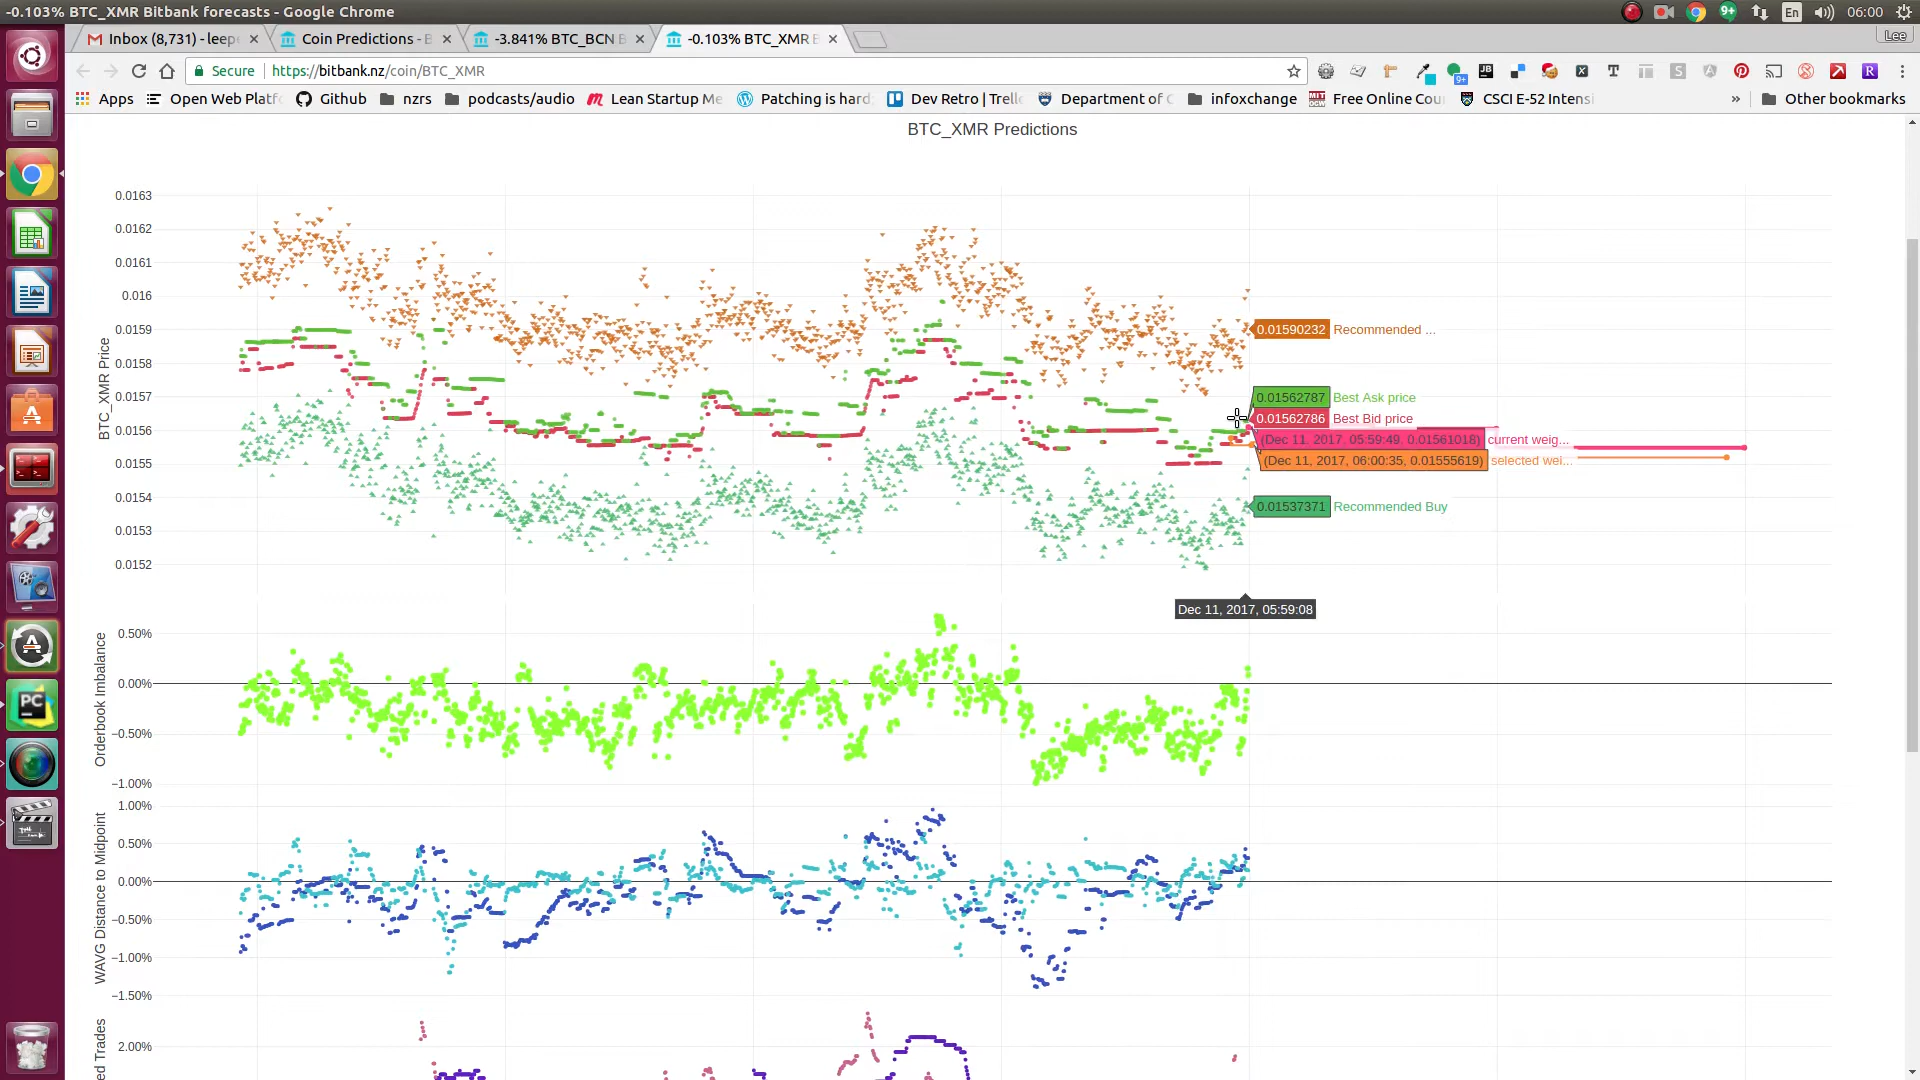 -0.103% BTC_XMR Bitbank forecasts - Google Chrome
9+ En 06:00
Inbox (8,731) - leepe
Coin Predictions - B
-3.841% BTC_BCN B
-0.103% BTC_XMR B
Lee
Secure https://bitbank.nz/coin/BTC_XMR
Apps Open Web Platf Github nzrs podcasts/audio Lean Startup Me Patching is hard Dev Retro | Trelle Department of C infoxchange Free Online Cou CSCI E-52 Intensi » Other bookmarks
BTC_XMR Predictions
BTC_XMR Price
0.0163
0.0162
0.0161
0.016
0.0159
0.0158
0.0157
0.0156
0.0155
0.0154
0.0153
0.0152
0.01590232 Recommended ...
0.01562787 Best Ask price
0.01562786 Best Bid price
(Dec 11, 2017, 05:59:49, 0.01561018) current weig...
(Dec 11, 2017, 06:00:35, 0.01555619) selected wei...
0.01537371 Recommended Buy
Dec 11, 2017, 05:59:08
Orderbook Imbalance
0.50%
0.00%
−0.50%
−1.00%
WAVG Distance to Midpoint
1.00%
0.50%
0.00%
−0.50%
−1.00%
−1.50%
ed Trades
2.00%